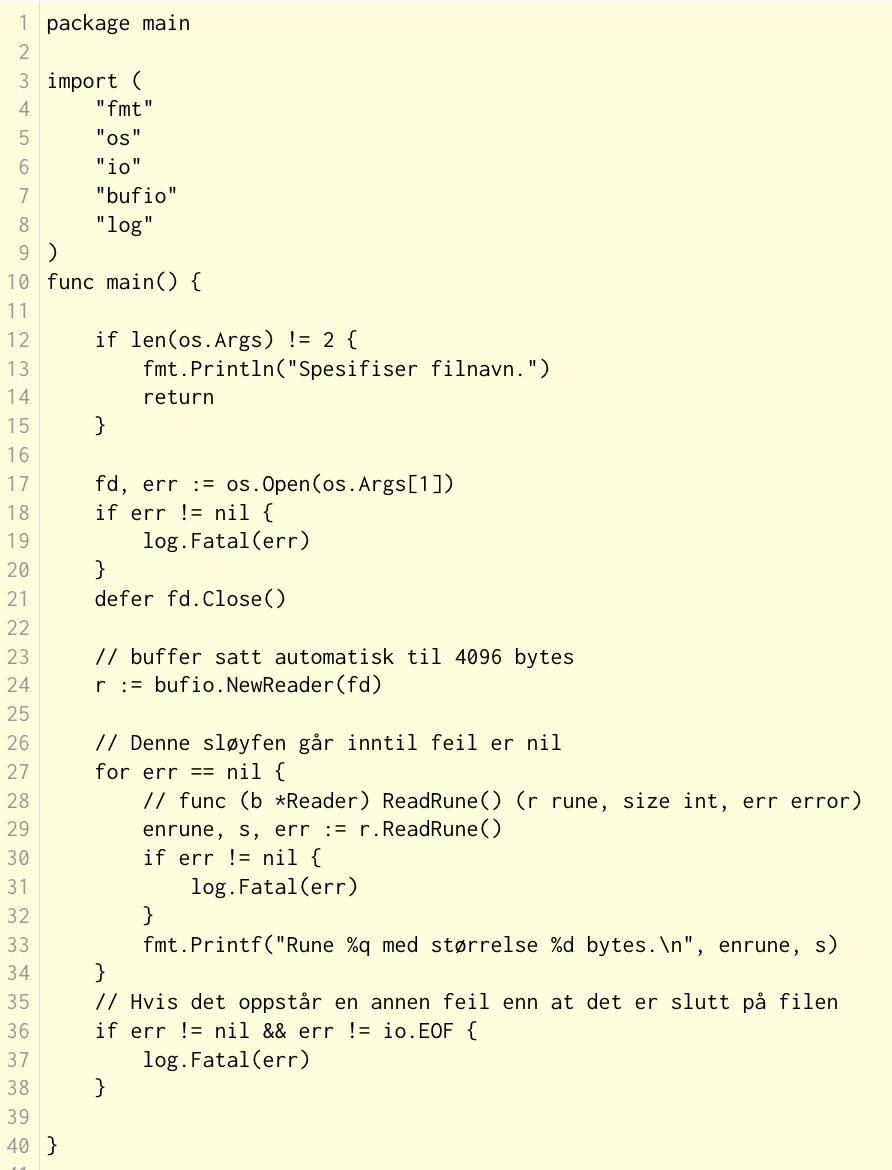 1 package main
2
3 import (
4     "fmt"
5     "os"
6     "io"
7     "bufio"
8     "log"
9 )
10 func main() {
11
12     if len(os.Args) != 2 {
13         fmt.Println("Spesifiser filnavn.")
14         return
15     }
16
17     fd, err := os.Open(os.Args[1])
18     if err != nil {
19         log.Fatal(err)
20     }
21     defer fd.Close()
22
23     // buffer satt automatisk til 4096 bytes
24     r := bufio.NewReader(fd)
25
26     // Denne sløyfen går inntil feil er nil
27     for err == nil {
28         // func (b *Reader) ReadRune() (r rune, size int, err error)
29         enrune, s, err := r.ReadRune()
30         if err != nil {
31             log.Fatal(err)
32         }
33         fmt.Printf("Rune %q med størrelse %d bytes.\n", enrune, s)
34     }
35     // Hvis det oppstår en annen feil enn at det er slutt på filen
36     if err != nil && err != io.EOF {
37         log.Fatal(err)
38     }
39
40 }